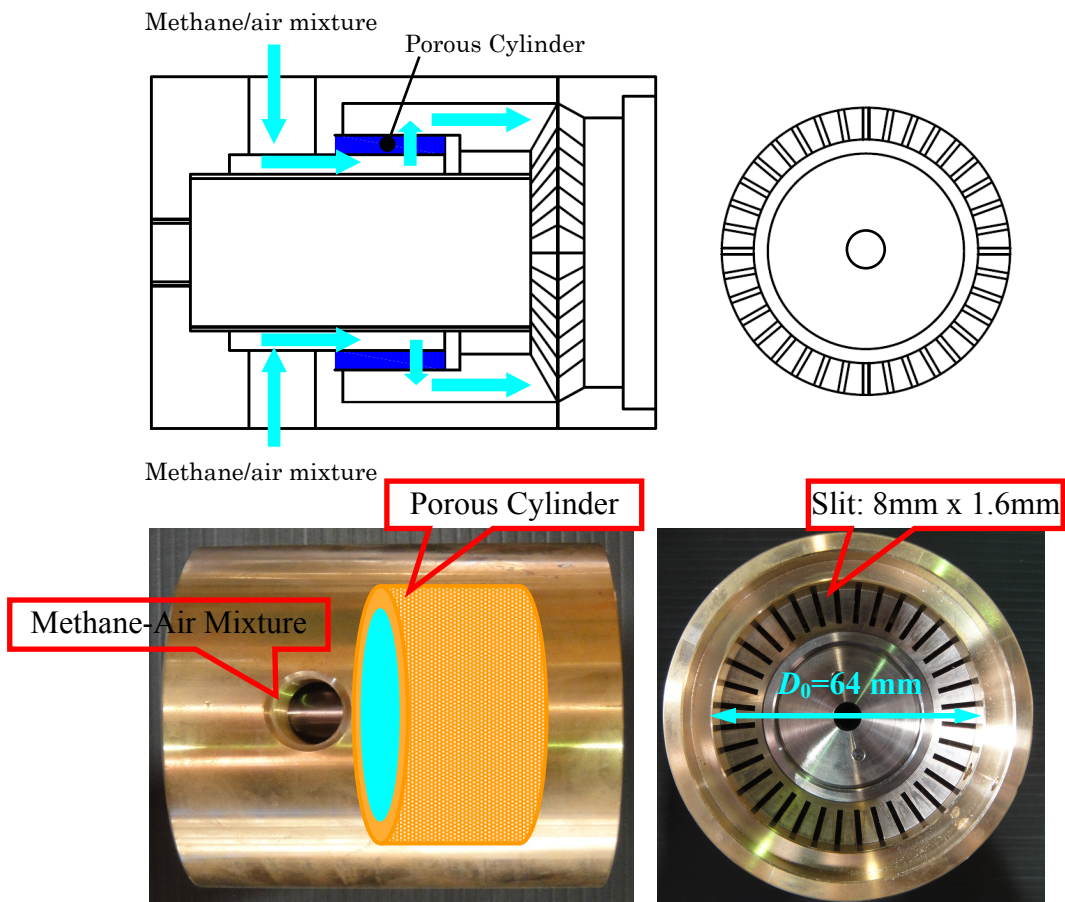 Methane/air mixture
Porous Cylinder
Methane/air mixture
Porous Cylinder
Slit: 8mm x 1.6mm
Methane-Air Mixture
D₀=64 mm